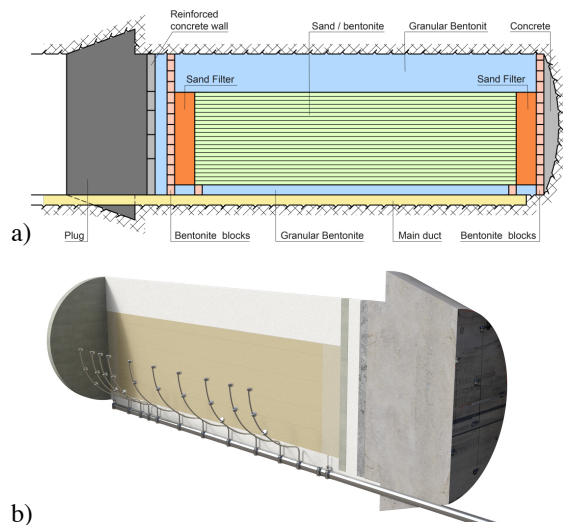 Reinforced
concrete wall
Sand / bentonite
Granular Bentonit
Concrete
Sand Filter
Sand Filter
a)
Plug
Bentonite blocks
Granular Bentonite
Main duct
Bentonite blocks
b)